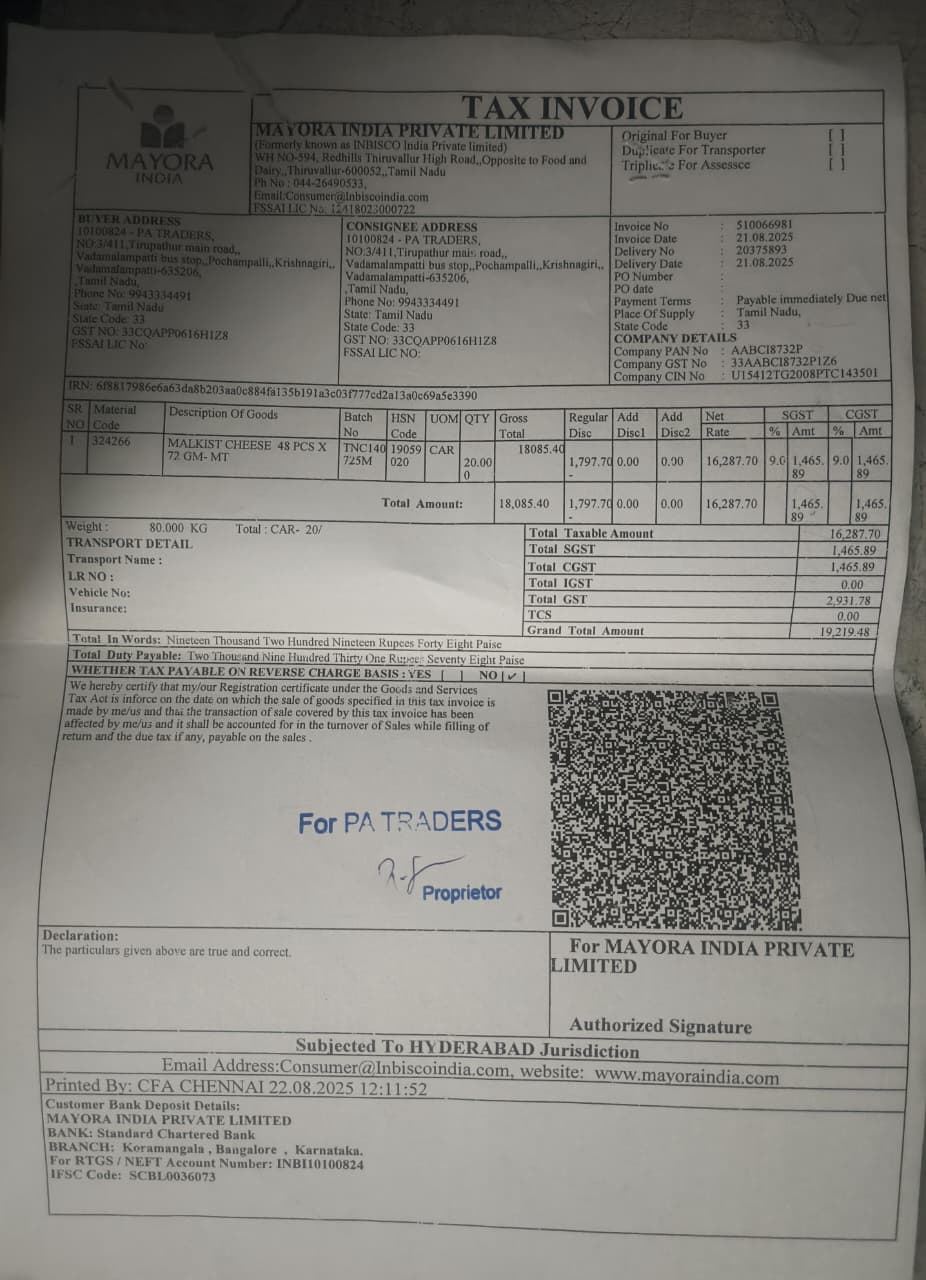 TAX INVOICE
MAYORA
INDIA
MAYORA INDIA PRIVATE LIMITED
(Formerly known as INBISCO India Private limited)
WH NO-594, Redhills Thiruvallur High Road,,Opposite to Food and
Dairy,,Thiruvallur-600052,,Tamil Nadu
Ph No : 044-26490533,
Email:Consumer@Inbiscoindia.com
FSSAI LIC No: 12418023000722
Original For Buyer [ ]
Duplicate For Transporter [ ]
Triplicate For Assessee [ ]
BUYER ADDRESS
10100824 - PA TRADERS,
NO:3/411,Tirupathur main road,,
Vadamalampatti bus stop,,Pochampalli,,Krishnagiri,,
Vadamalampatti-635206,
,Tamil Nadu,
Phone No: 9943334491
State: Tamil Nadu
State Code: 33
GST NO: 33CQAPP0616H1Z8
FSSAI LIC No:
CONSIGNEE ADDRESS
10100824 - PA TRADERS,
NO:3/411,Tirupathur main road,,
Vadamalampatti bus stop,,Pochampalli,,Krishnagiri,,
Vadamalampatti-635206,
,Tamil Nadu,
Phone No: 9943334491
State: Tamil Nadu
State Code: 33
GST NO: 33CQAPP0616H1Z8
FSSAI LIC NO:
Invoice No : 510066981
Invoice Date : 21.08.2025
Delivery No : 20375893
Delivery Date : 21.08.2025
PO Number :
PO date :
Payment Terms : Payable immediately Due net
Place Of Supply : Tamil Nadu,
State Code : 33
COMPANY DETAILS
Company PAN No : AABCI8732P
Company GST No : 33AABCI8732P1Z6
Company CIN No : U15412TG2008PTC143501
IRN: 6f8817986e6a63da8b203aa0c884fa135b191a3c03f777cd2a13a0c69a5e3390
SR Material Description Of Goods Batch HSN UOM QTY Gross Regular Add Add Net SGST CGST
NO Code No Code Total Disc Disc1 Disc2 Rate % Amt % Amt
1 324266 MALKIST CHEESE 48 PCS X TNC140 19059 CAR 20.00 18085.40 1,797.70 0.00 0.00 16,287.70 9.0 1,465. 9.0 1,465.
72 GM- MT 725M 020 0 - 89 89
Total Amount: 18,085.40 1,797.70 0.00 0.00 16,287.70 1,465. 1,465.
- 89 89
Weight : 80.000 KG Total : CAR- 20/
TRANSPORT DETAIL
Transport Name :
LR NO :
Vehicle No:
Insurance:
Total Taxable Amount 16,287.70
Total SGST 1,465.89
Total CGST 1,465.89
Total IGST 0.00
Total GST 2,931.78
TCS 0.00
Grand Total Amount 19,219.48
Total In Words: Nineteen Thousand Two Hundred Nineteen Rupees Forty Eight Paise
Total Duty Payable: Two Thousand Nine Hundred Thirty One Rupees Seventy Eight Paise
WHETHER TAX PAYABLE ON REVERSE CHARGE BASIS : YES [ ] NO [✓]
We hereby certify that my/our Registration certificate under the Goods and Services
Tax Act is inforce on the date on which the sale of goods specified in this tax invoice is
made by me/us and that the transaction of sale covered by this tax invoice has been
affected by me/us and it shall be accounted for in the turnover of Sales while filling of
return and the due tax if any, payable on the sales .
For PA TRADERS
Proprietor
Declaration:
The particulars given above are true and correct.
For MAYORA INDIA PRIVATE
LIMITED
Authorized Signature
Subjected To HYDERABAD Jurisdiction
Email Address:Consumer@Inbiscoindia.com, website: www.mayoraindia.com
Printed By: CFA CHENNAI 22.08.2025 12:11:52
Customer Bank Deposit Details:
MAYORA INDIA PRIVATE LIMITED
BANK: Standard Chartered Bank
BRANCH: Koramangala , Bangalore , Karnataka.
For RTGS / NEFT Account Number: INBI10100824
IFSC Code: SCBL0036073